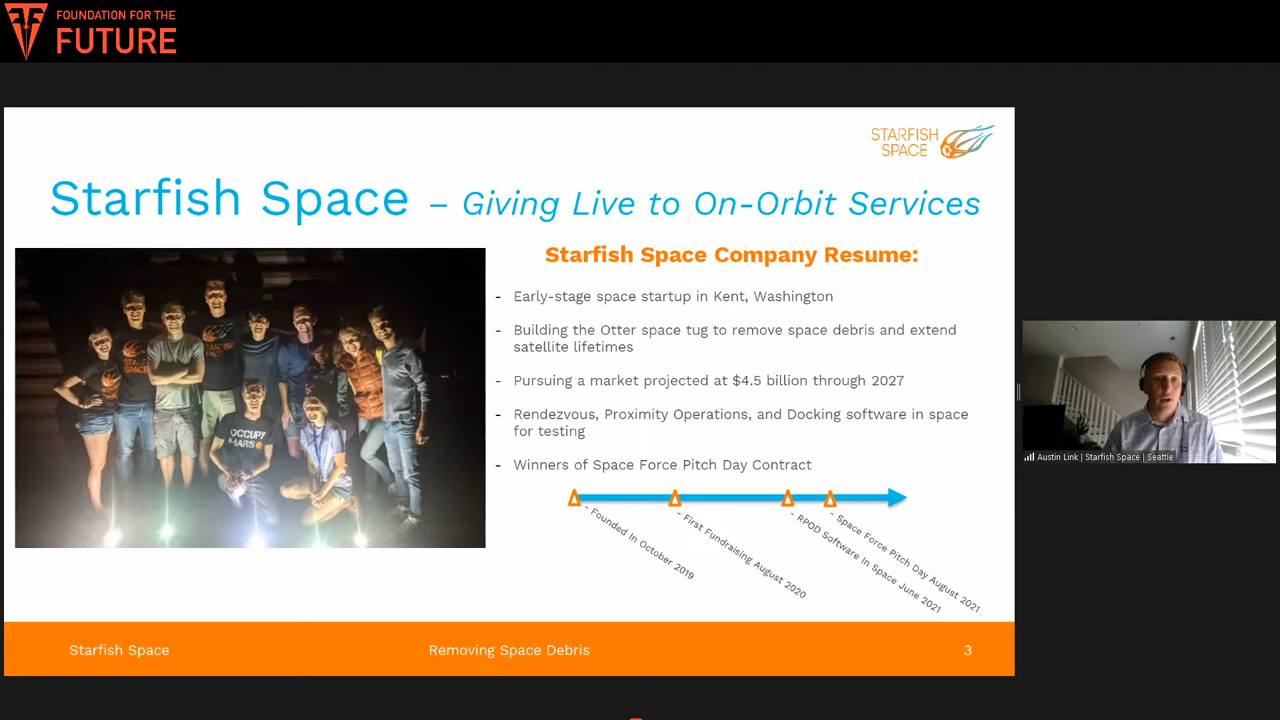 FOUNDATION FOR THE
FUTURE
STARFISH
SPACE
Starfish Space – Giving Live to On-Orbit Services
Starfish Space Company Resume:
- Early-stage space startup in Kent, Washington
- Building the Otter space tug to remove space debris and extend
satellite lifetimes
- Pursuing a market projected at $4.5 billion through 2027
- Rendezvous, Proximity Operations, and Docking software in space
for testing
- Winners of Space Force Pitch Day Contract
- Founded In October 2019
- First Fundraising August 2020
- RPOD Software In Space June 2021
- Space Force Pitch Day August 2021
OCCUPY
MARS
STARFISH
SPACE
Austin Link | Starfish Space | Seattle
Starfish Space
Removing Space Debris
3